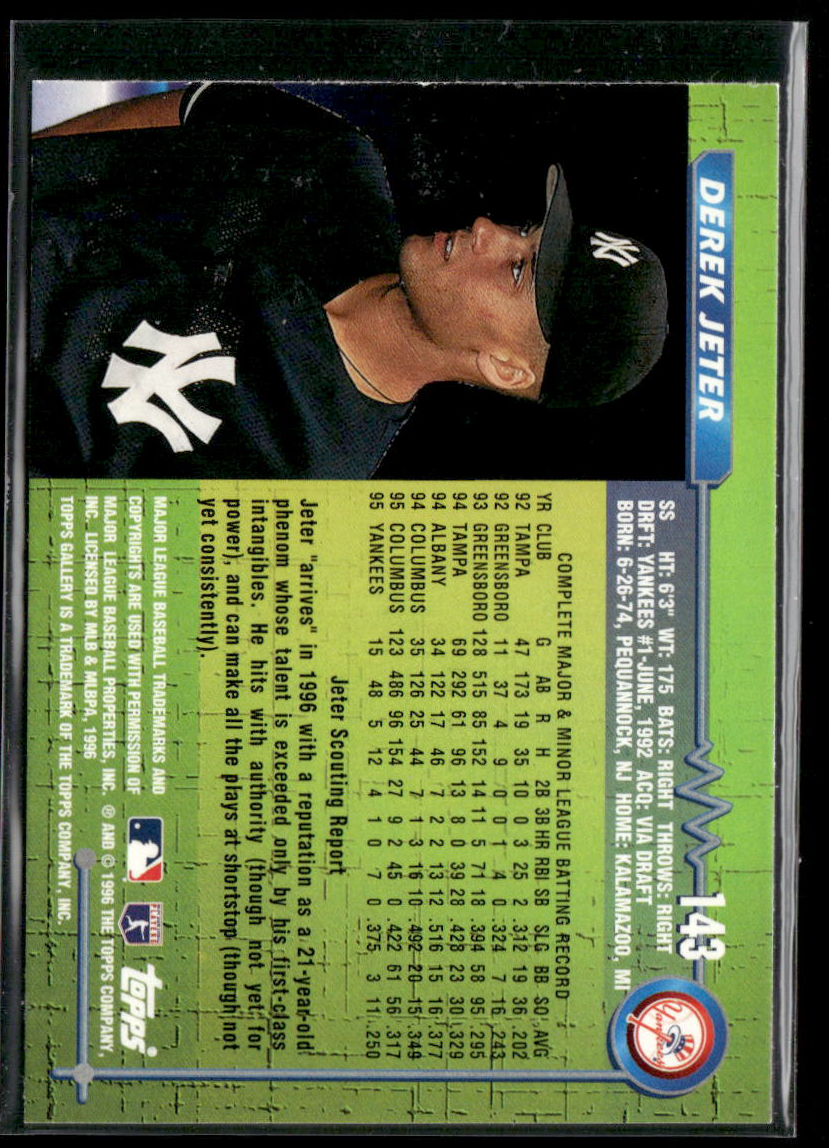 DEREK JETER
143
SS HT: 6'3" WT: 175 BATS: RIGHT THROWS: RIGHT
DRFT: YANKEES #1-JUNE, 1992 ACQ: VIA DRAFT
BORN: 6-26-74, PEQUANNOCK, NJ HOME: KALAMAZOO, MI
Yankees
COMPLETE MAJOR & MINOR LEAGUE BATTING RECORD
YR CLUB G AB R H 2B 3B HR RBI SB SLG BB SO AVG
92 TAMPA 47 173 19 35 10 0 3 25 2 .312 19 36 .202
92 GREENSBORO 11 37 4 9 0 0 1 4 0 .324 7 16 .243
93 GREENSBORO 128 515 85 152 14 11 5 71 18 .394 58 95 .295
94 TAMPA 69 292 61 96 13 8 0 39 28 .428 23 30 .329
94 ALBANY 34 122 17 46 7 2 2 13 12 .516 15 16 .377
94 COLUMBUS 35 126 25 44 7 1 3 16 10 .492 20 15 .349
95 COLUMBUS 123 486 96 154 27 9 2 45 0 .422 61 56 .317
95 YANKEES 15 48 5 12 4 1 0 7 0 .375 3 11 .250
Jeter Scouting Report
Jeter "arrives" in 1996 with a reputation as a 21-year-old
phenom whose talent is exceeded only by his first-class
intangibles. He hits with authority (though not yet for
power), and can make all the plays at shortstop (though not
yet consistently).
MAJOR LEAGUE BASEBALL TRADEMARKS AND
COPYRIGHTS ARE USED WITH PERMISSION OF
MAJOR LEAGUE BASEBALL PROPERTIES, INC. ® AND © 1996 THE TOPPS COMPANY,
INC. LICENSED BY MLB & MLBPA, 1996
TOPPS GALLERY IS A TRADEMARK OF THE TOPPS COMPANY, INC.
PLAYERS
topps